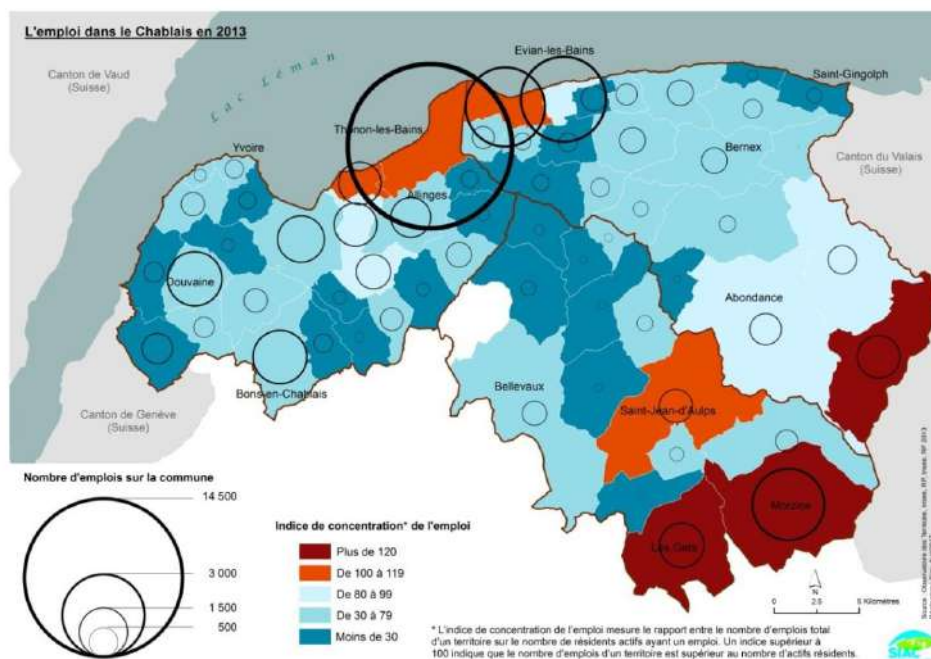 L'emploi dans le Chablais en 2013
Canton de Vaud
(Suisse)
Lac Léman
Evian-les-Bains
Saint-Gingolph
Thonon-les-Bains
Yvoire
Bernex
Canton du Valais
(Suisse)
Allinges
Douvaine
Abondance
Bellevaux
Bons-en-Chablais
Saint-Jean-d'Aulps
Canton de Genève
(Suisse)
Morzine
Les Gets
Nombre d'emplois sur la commune
14 500
3 000
1 500
500
Indice de concentration* de l'emploi
Plus de 120
De 100 à 119
De 80 à 99
De 30 à 79
Moins de 30
N
0 2.5 5 Kilomètres
* L'indice de concentration de l'emploi mesure le rapport entre le nombre d'emplois total
d'un territoire sur le nombre de résidents actifs ayant un emploi. Un indice supérieur à
100 indique que le nombre d'emplois d'un territoire est supérieur au nombre d'actifs résidents.
SIAC